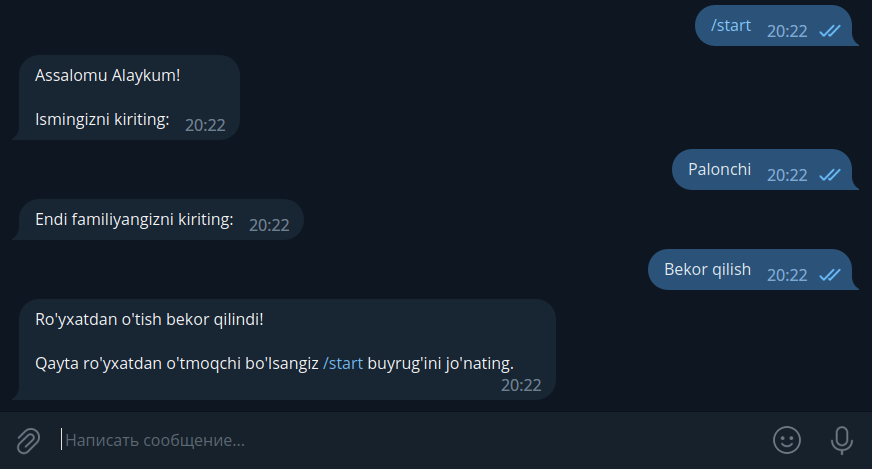 /start 20:22
Assalomu Alaykum!
Ismingizni kiriting: 20:22
Palonchi 20:22
Endi familiyangizni kiriting: 20:22
Bekor qilish 20:22
Ro'yxatdan o'tish bekor qilindi!
Qayta ro'yxatdan o'tmoqchi bo'lsangiz /start buyrug'ini jo'nating.
20:22
Написать сообщение...